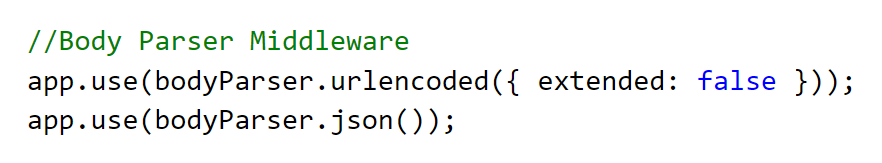 //Body Parser Middleware
app.use(bodyParser.urlencoded({ extended: false }));
app.use(bodyParser.json());